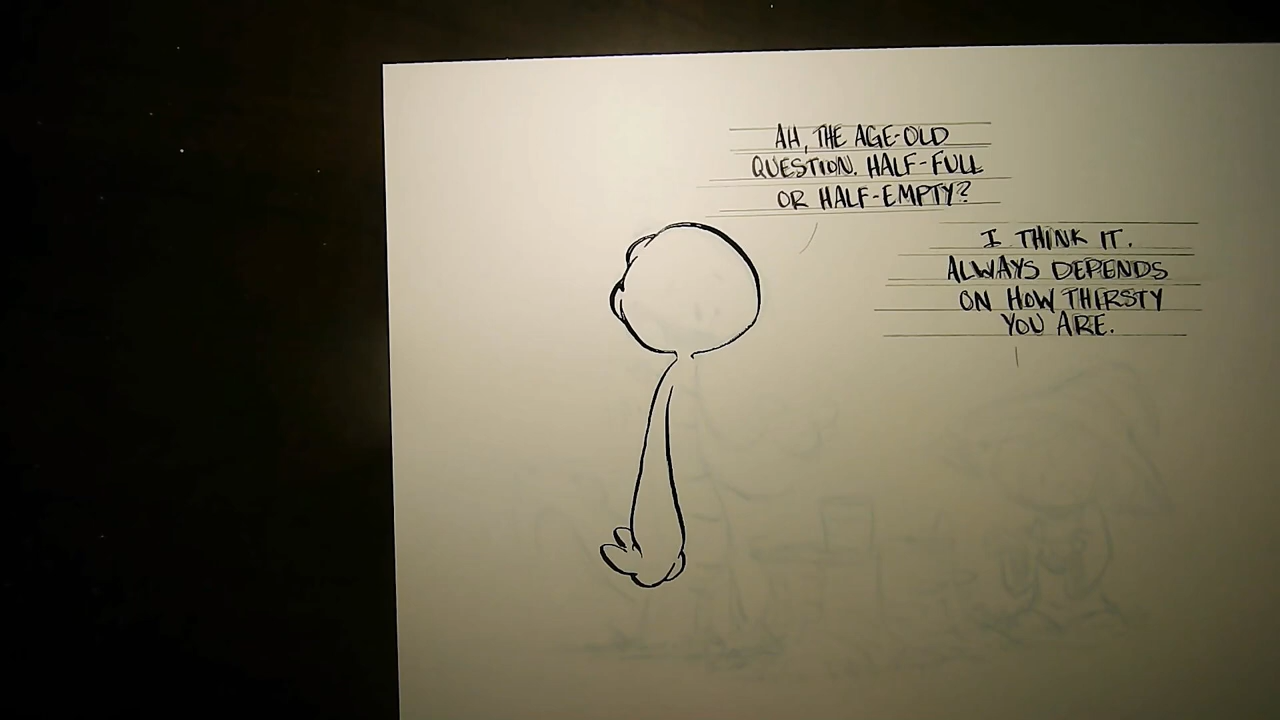 AH, THE AGE-OLD
QUESTION. HALF-FULL
OR HALF-EMPTY?
I THINK IT.
ALWAYS DEPENDS
ON HOW THIRSTY
YOU ARE.